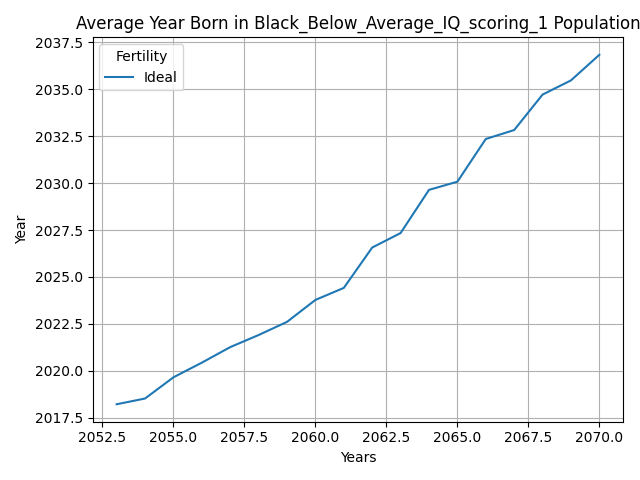 Average Year Born in Black_Below_Average_IQ_scoring_1 Population
Fertility
Ideal
2037.5
2035.0
2032.5
2030.0
2027.5
2025.0
2022.5
2020.0
2017.5
Year
2052.5 2055.0 2057.5 2060.0 2062.5 2065.0 2067.5 2070.0
Years